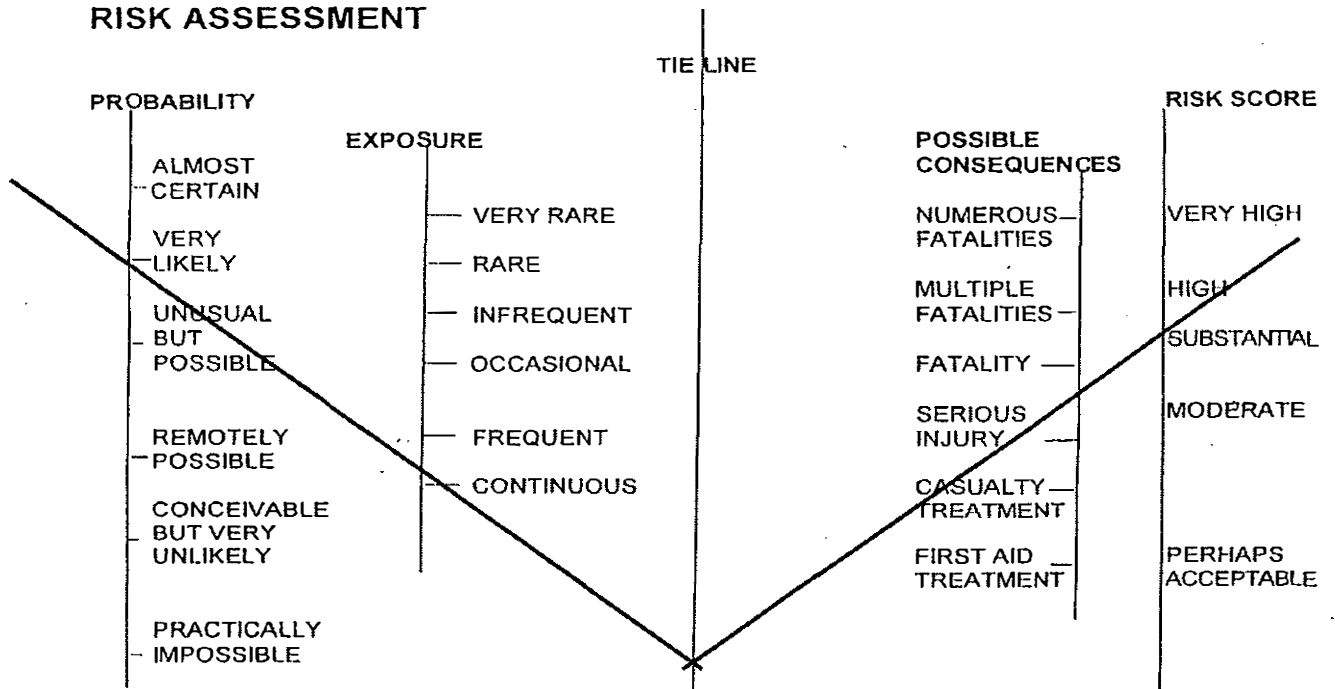 RISK ASSESSMENT
TIE LINE
PROBABILITY
ALMOST
CERTAIN
VERY
LIKELY
UNUSUAL
BUT
POSSIBLE
REMOTELY
POSSIBLE
CONCEIVABLE
BUT VERY
UNLIKELY
PRACTICALLY
IMPOSSIBLE
EXPOSURE
VERY RARE
RARE
INFREQUENT
OCCASIONAL
FREQUENT
CONTINUOUS
POSSIBLE
CONSEQUENCES
NUMEROUS
FATALITIES
MULTIPLE
FATALITIES
FATALITY
SERIOUS
INJURY
CASUALTY
TREATMENT
FIRST AID
TREATMENT
RISK SCORE
VERY HIGH
HIGH
SUBSTANTIAL
MODERATE
PERHAPS
ACCEPTABLE